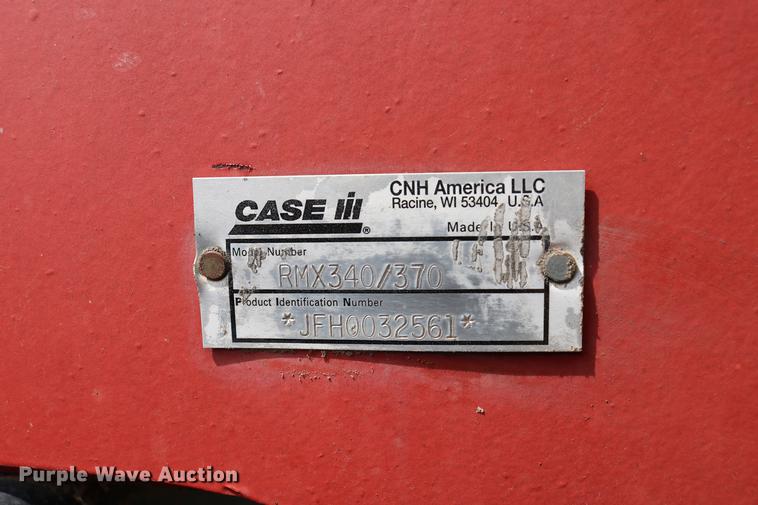 CASE IH®
CNH America LLC
Racine, WI 53404 U.S.A
Made in U.S.A.
Model Number
RMX340/370
Product Identification Number
*JFH0032561*
Purple Wave Auction